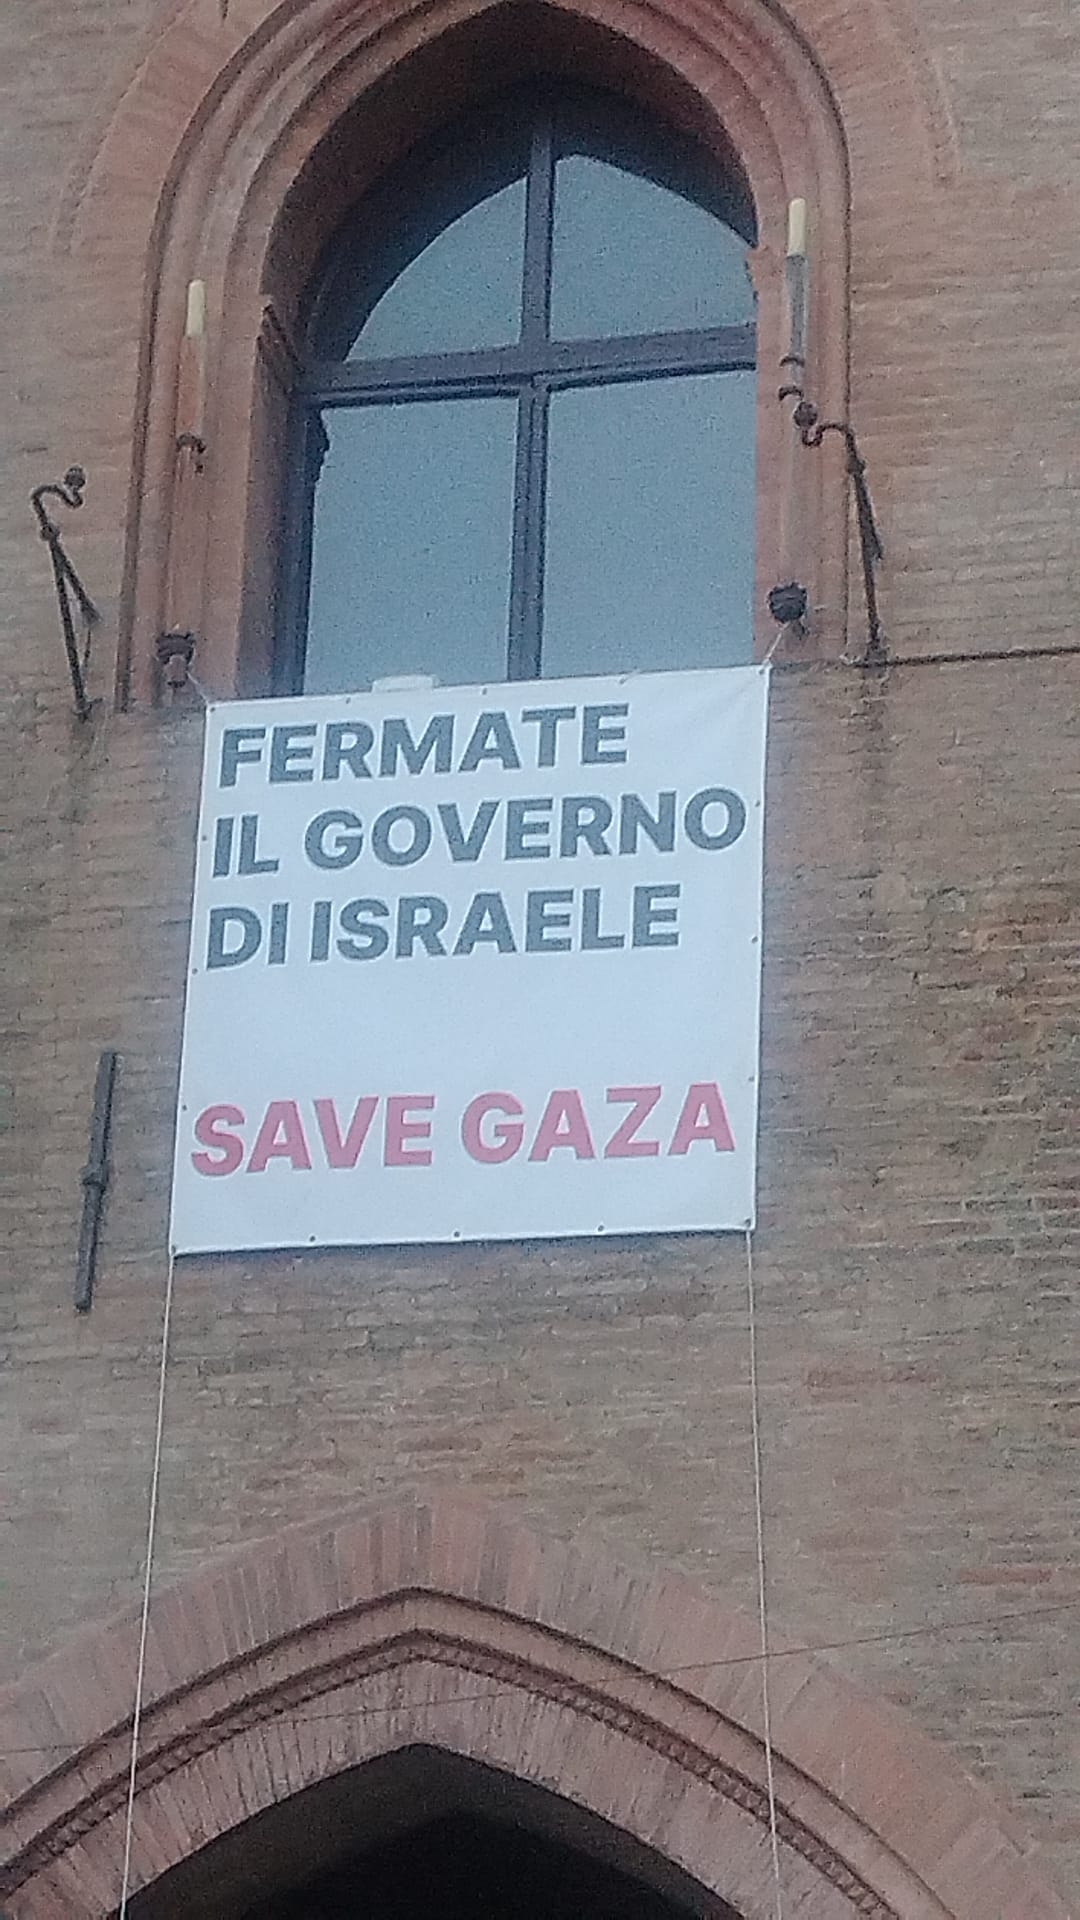 FERMATE
IL GOVERNO
DI ISRAELE
SAVE GAZA